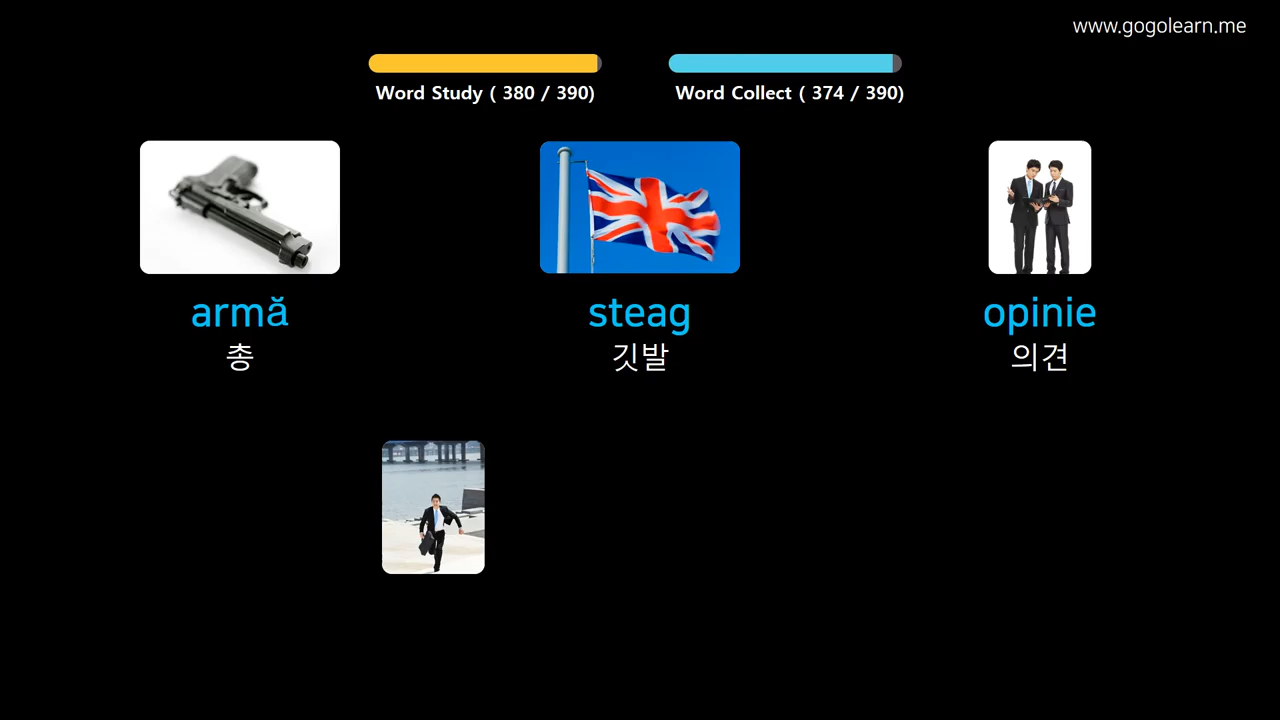 www.gogolearn.me
Word Study ( 380 / 390)
Word Collect ( 374 / 390)
armă
steag
opinie
총
깃발
의견